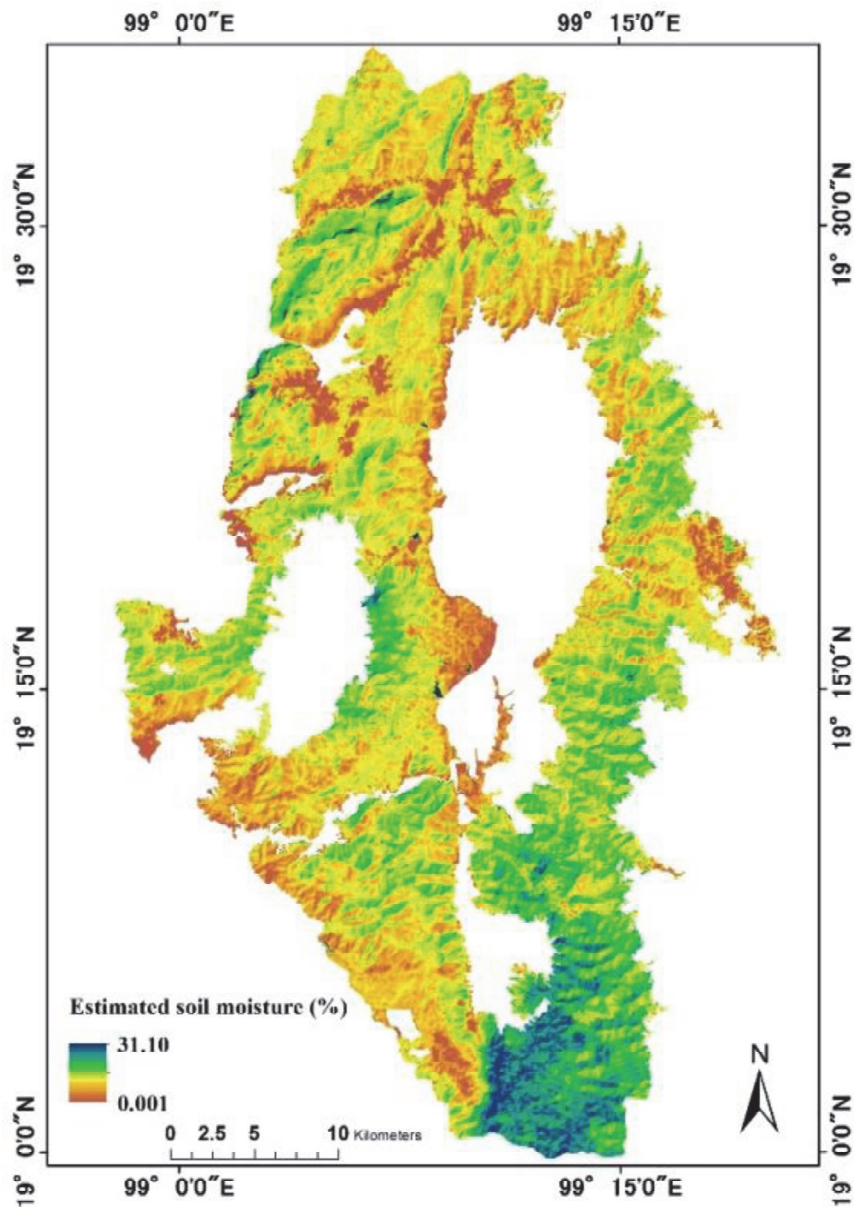 99° 0′0″E 99° 15′0″E
19° 30′0″N 19° 30′0″N
19° 15′0″N 19° 15′0″N
Estimated soil moisture (%)
31.10
0.001
N
0 2.5 5 10 Kilometers
19° 0′0″N 19° 0′0″N
99° 0′0″E 99° 15′0″E